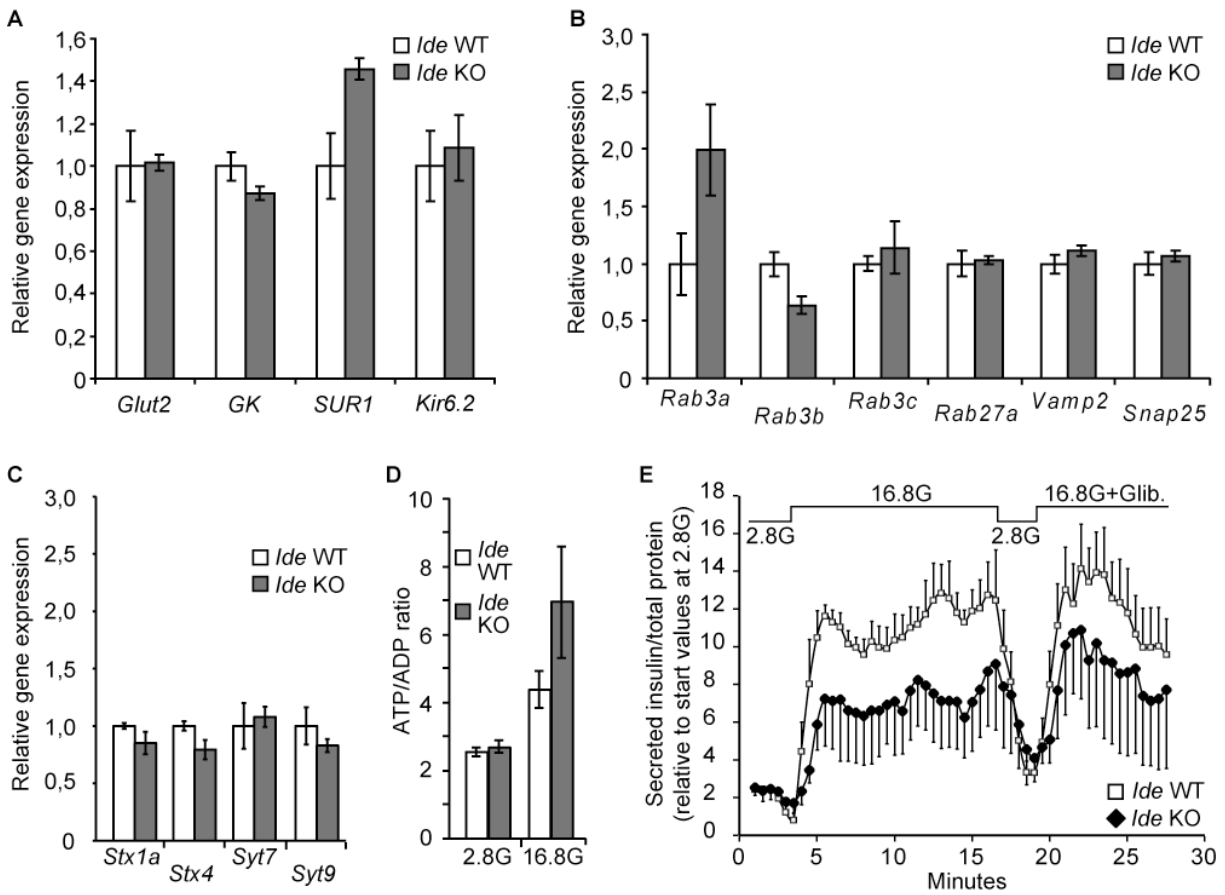 A
Relative gene expression
1,6
1,4
1,2
1,0
0,8
0,6
0,4
0,2
0
Ide WT
Ide KO
Glut2
GK
SUR1
Kir6.2
B
Relative gene expression
3,0
2,5
2,0
1,5
1,0
0,5
0
Ide WT
Ide KO
Rab3a
Rab3b
Rab3c
Rab27a
Vamp2
Snap25
C
Relative gene expression
3,0
2,5
2,0
1,5
1,0
0,5
0
Ide WT
Ide KO
Stx1a
Stx4
Syt7
Syt9
D
ATP/ADP ratio
10
8
6
4
2
0
Ide
WT
Ide
KO
2.8G
16.8G
E
Secreted insulin/total protein
(relative to start values at 2.8G)
18
16
14
12
10
8
6
4
2
0
2.8G
16.8G
2.8G
16.8G+Glib.
Ide WT
Ide KO
0
5
10
15
20
25
30
Minutes